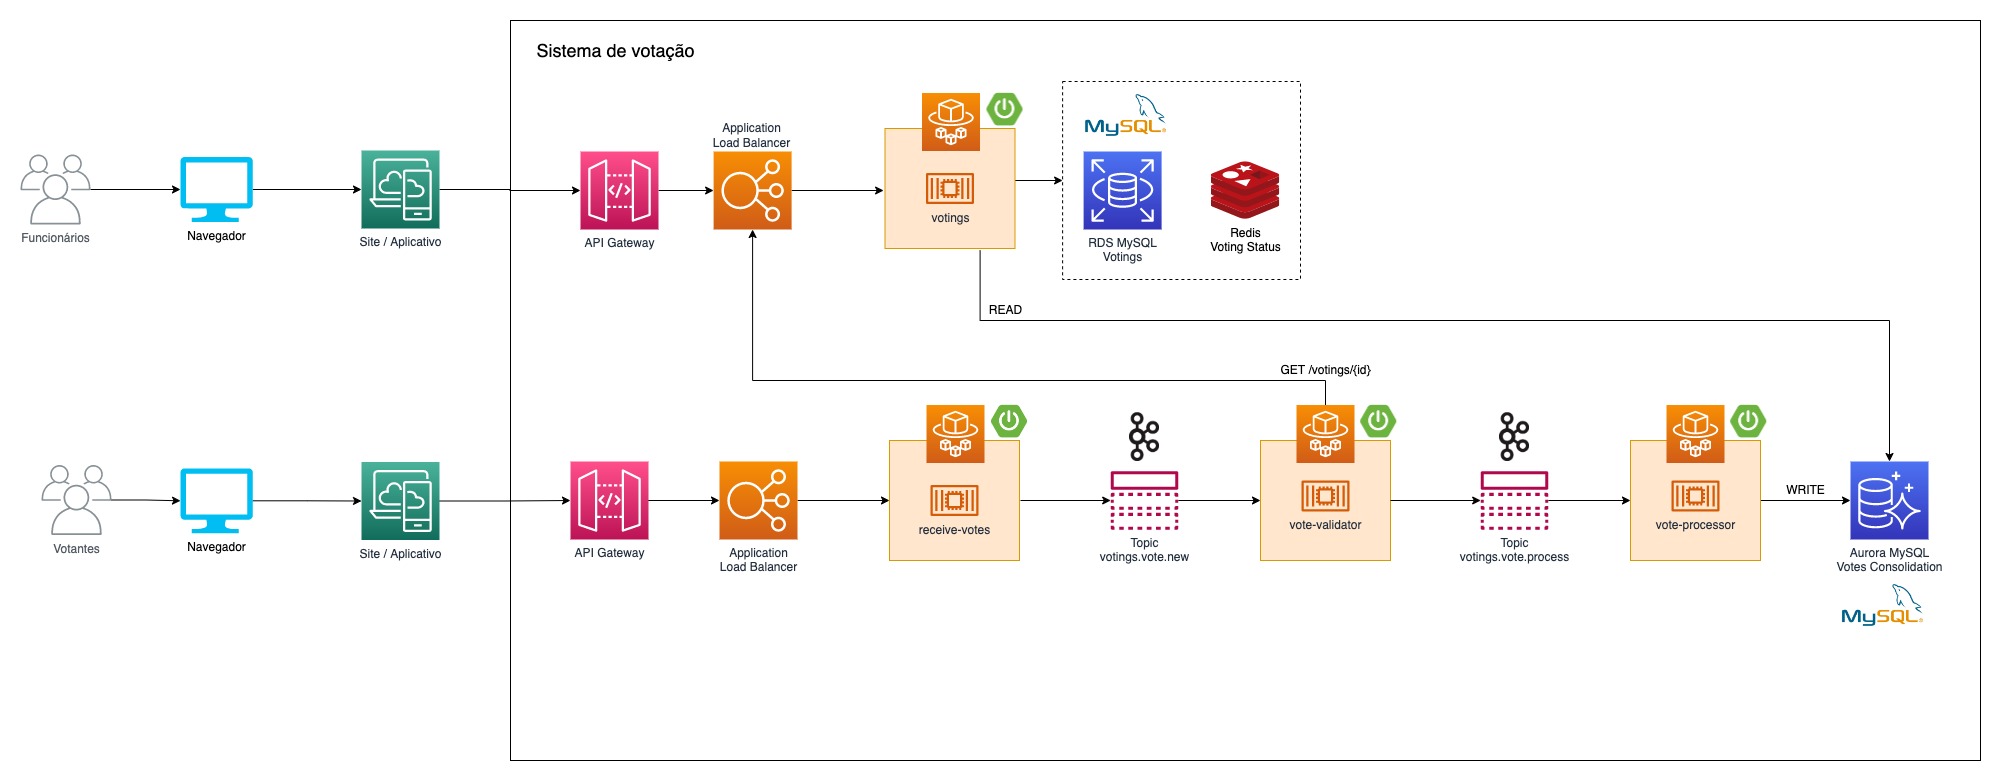 Sistema de votação
Funcionários
Navegador
Site / Aplicativo
API Gateway
Application
Load Balancer
votings
MySQL
RDS MySQL
Votings
Redis
Voting Status
READ
GET /votings/{id}
Votantes
Navegador
Site / Aplicativo
API Gateway
Application
Load Balancer
receive-votes
Topic
votings.vote.new
vote-validator
Topic
votings.vote.process
vote-processor
WRITE
Aurora MySQL
Votes Consolidation
MySQL